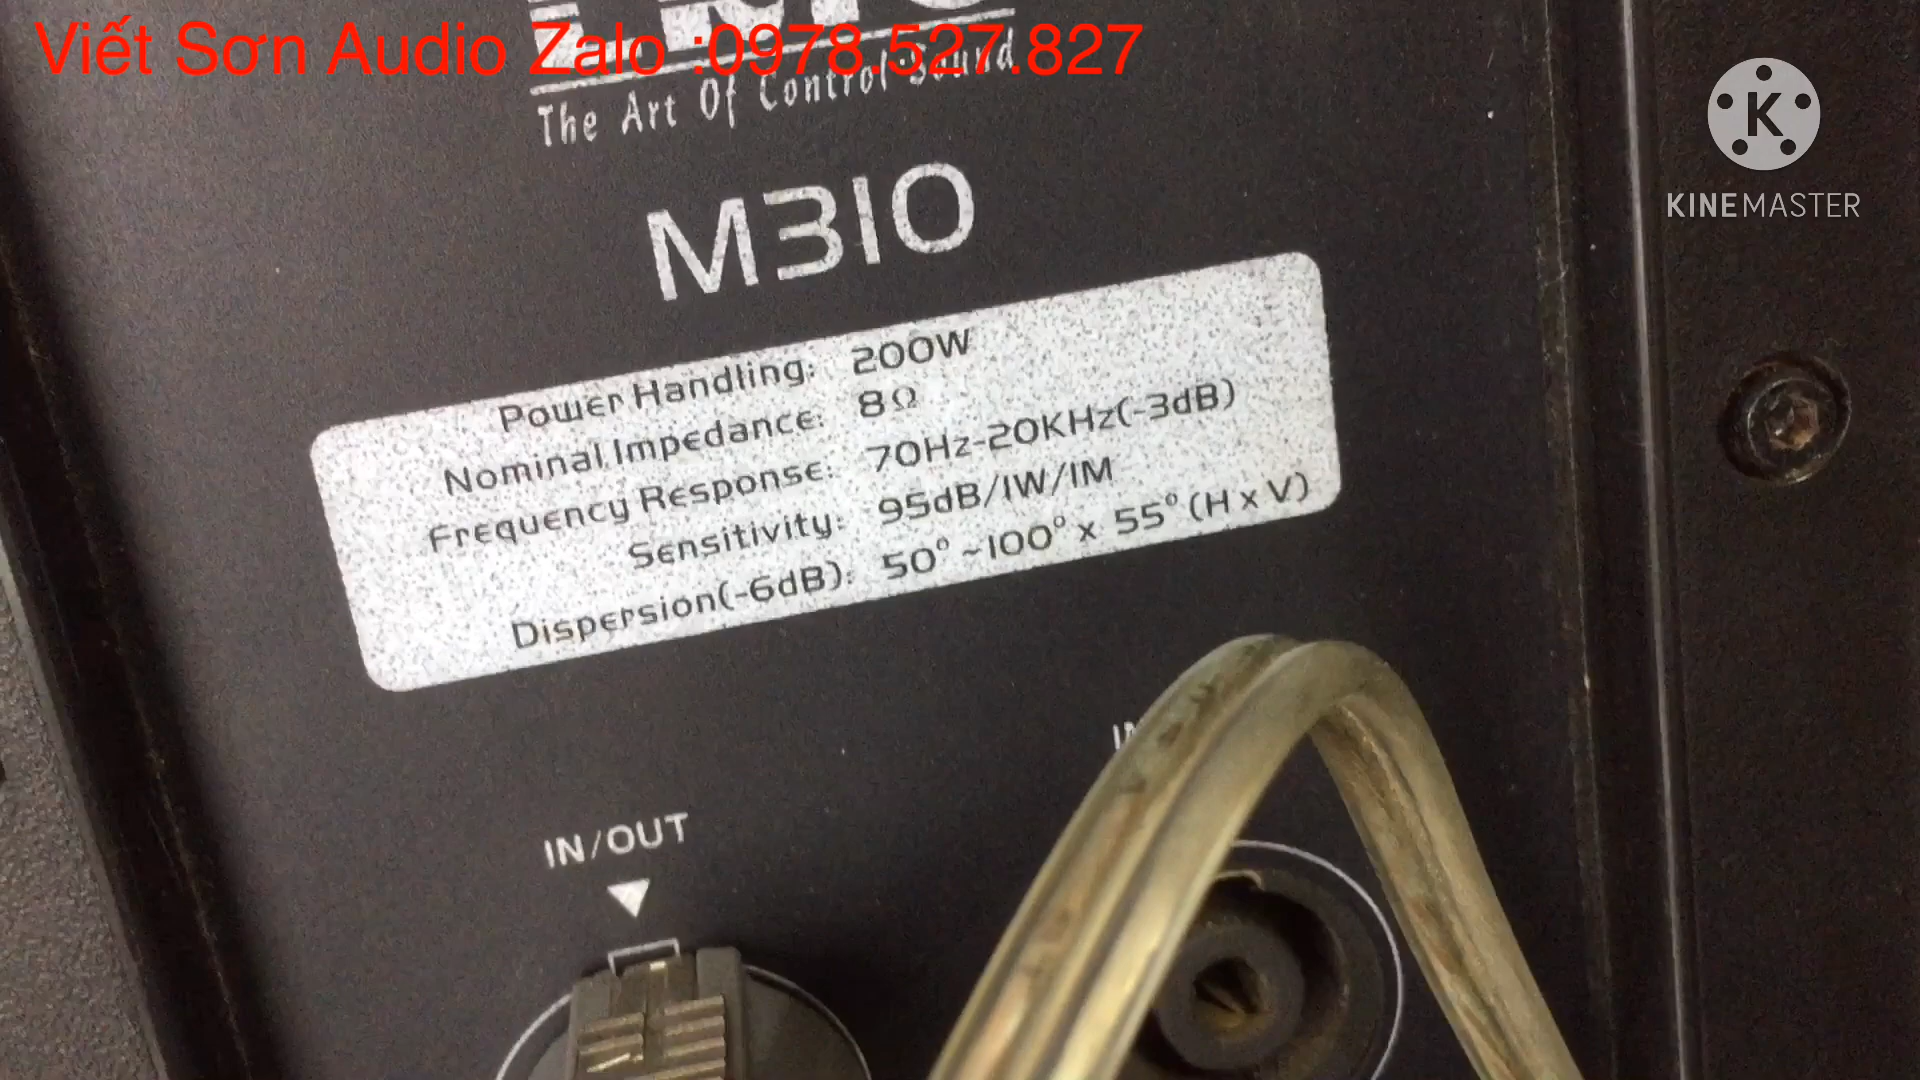 Viết Sơn Audio Zalo :0978.527.827
The Art Of Control Sound
K
KINEMASTER
M310
Power Handling: 200W
Nominal Impedance: 8Ω
Frequency Response: 70Hz-20KHz(-3dB)
Sensitivity: 95dB/1W/1M
Dispersion(-6dB): 50° ~100° x 55° (H x V)
IN/OUT